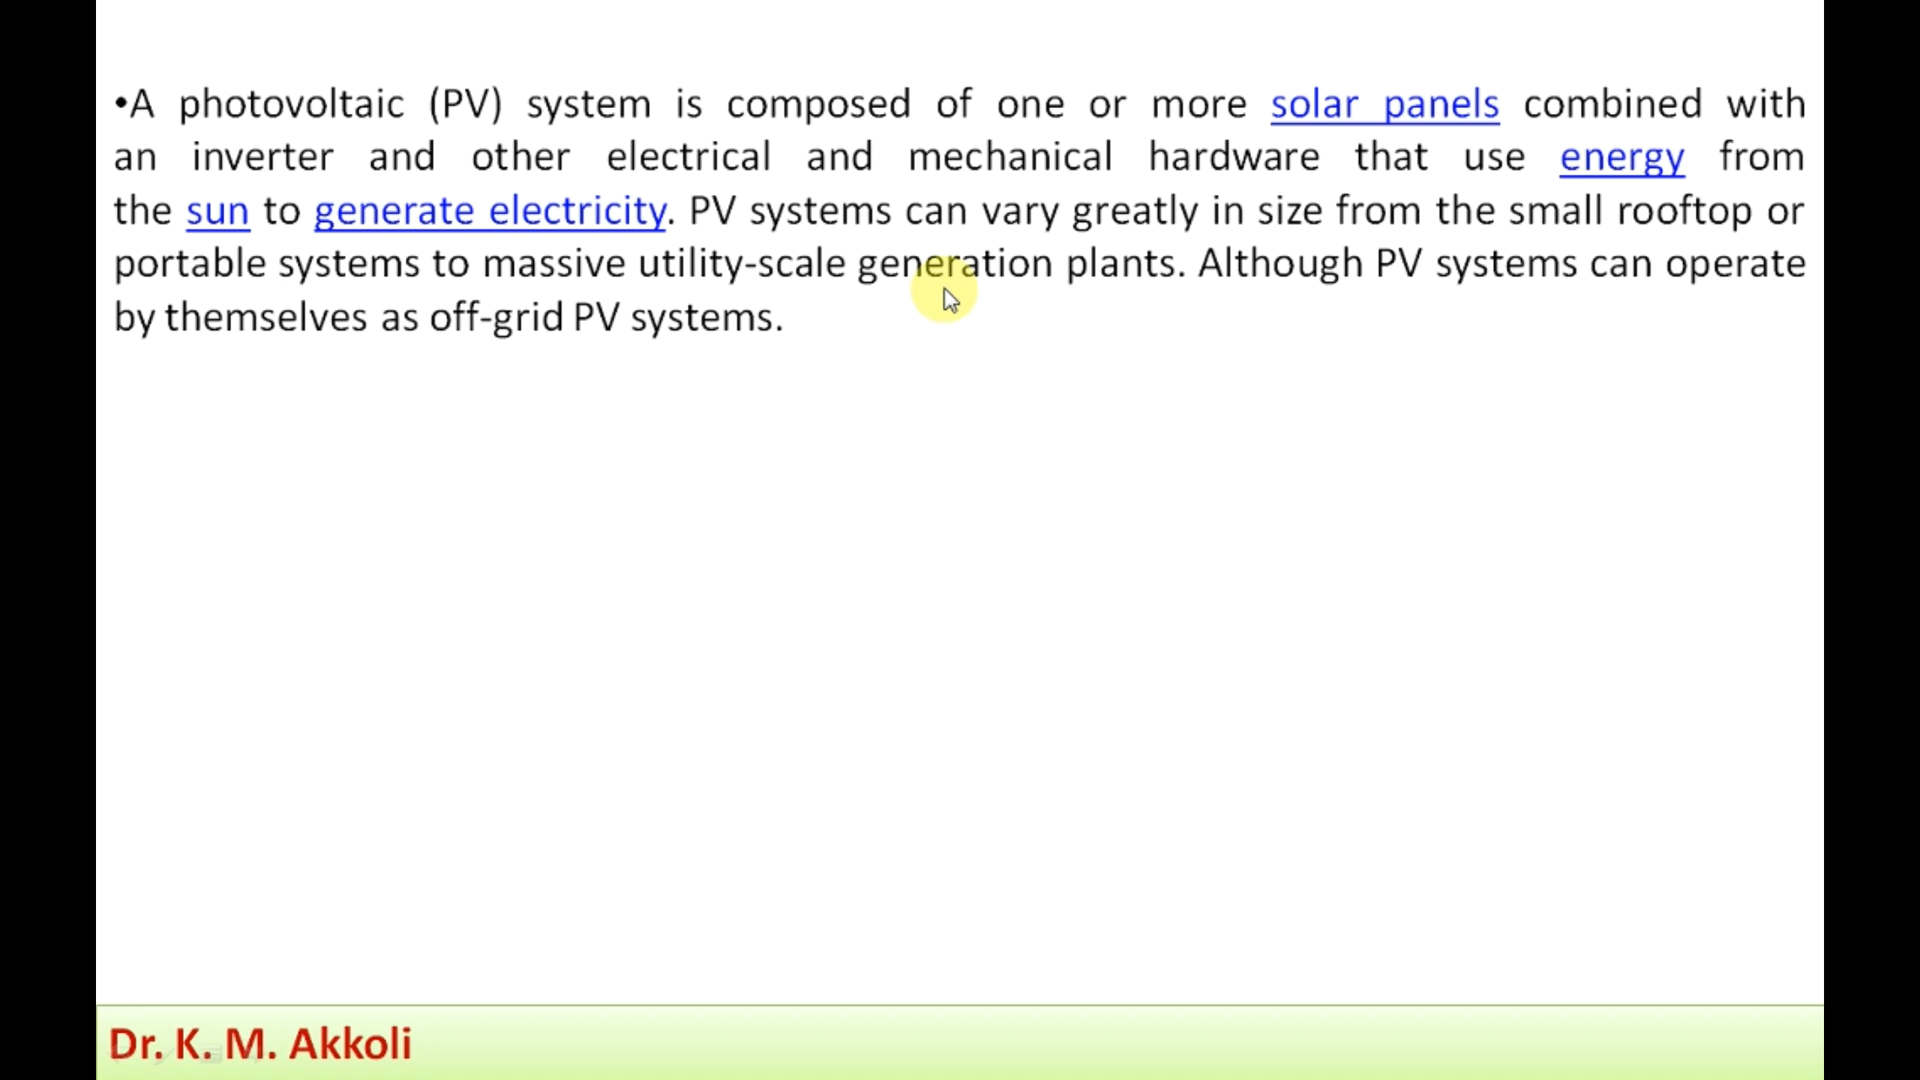 •A photovoltaic (PV) system is composed of one or more solar panels combined with
an inverter and other electrical and mechanical hardware that use energy from
the sun to generate electricity. PV systems can vary greatly in size from the small rooftop or
portable systems to massive utility-scale generation plants. Although PV systems can operate
by themselves as off-grid PV systems.
Dr. K. M. Akkoli